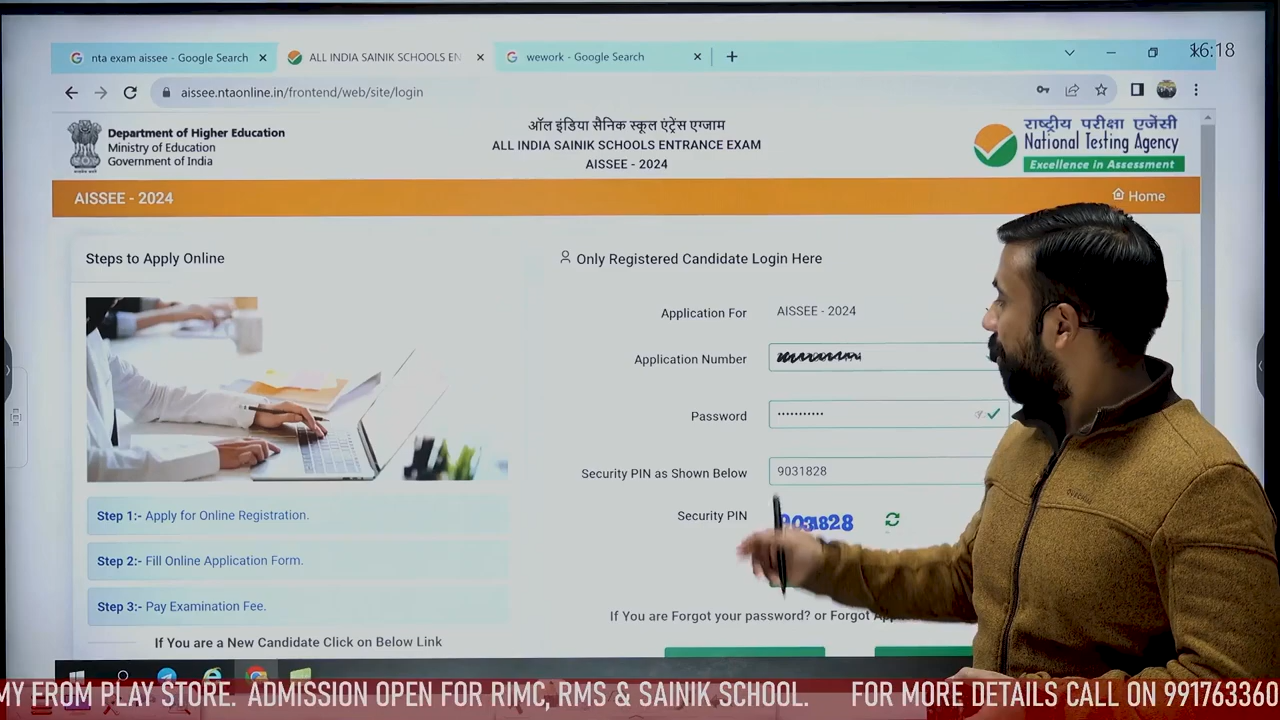 nta exam aissee - Google Search
ALL INDIA SAINIK SCHOOLS EN
wework - Google Search
16:18
aissee.ntaonline.in/frontend/web/site/login
Department of Higher Education
Ministry of Education
Government of India
ऑल इंडिया सैनिक स्कूल एंट्रेंस एग्जाम
ALL INDIA SAINIK SCHOOLS ENTRANCE EXAM
AISSEE - 2024
राष्ट्रीय परीक्षा एजेंसी
National Testing Agency
Excellence in Assessment
AISSEE - 2024
Home
Steps to Apply Online
Only Registered Candidate Login Here
Application For
AISSEE - 2024
Application Number
Password
Security PIN as Shown Below
9031828
Security PIN
Step 1:- Apply for Online Registration.
Step 2:- Fill Online Application Form.
Step 3:- Pay Examination Fee.
If You are Forgot your password? or Forgot
If You are a New Candidate Click on Below Link
MY FROM PLAY STORE. ADMISSION OPEN FOR RIMC, RMS & SAINIK SCHOOL. FOR MORE DETAILS CALL ON 991763360